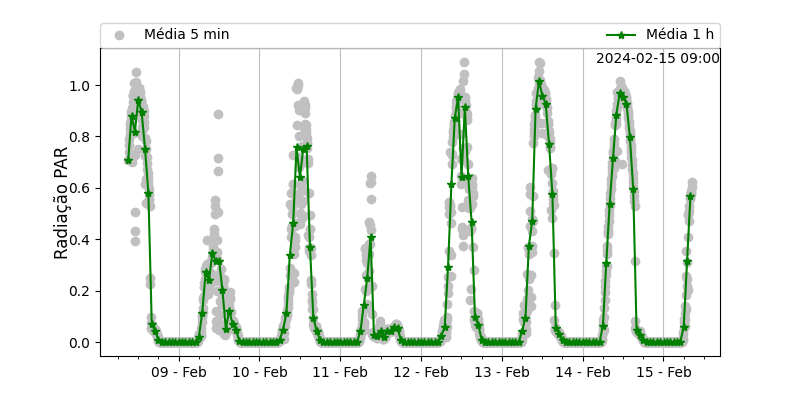 Média 5 min
Média 1 h
2024-02-15 09:00
Radiação PAR
1.0
0.8
0.6
0.4
0.2
0.0
09 - Feb
10 - Feb
11 - Feb
12 - Feb
13 - Feb
14 - Feb
15 - Feb